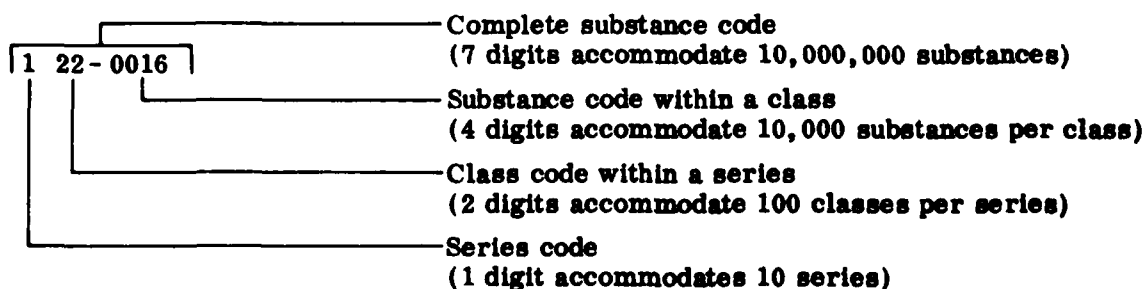 Complete substance code
(7 digits accommodate 10,000,000 substances)
1 22-0016
Substance code within a class
(4 digits accommodate 10,000 substances per class)
Class code within a series
(2 digits accommodate 100 classes per series)
Series code
(1 digit accommodates 10 series)